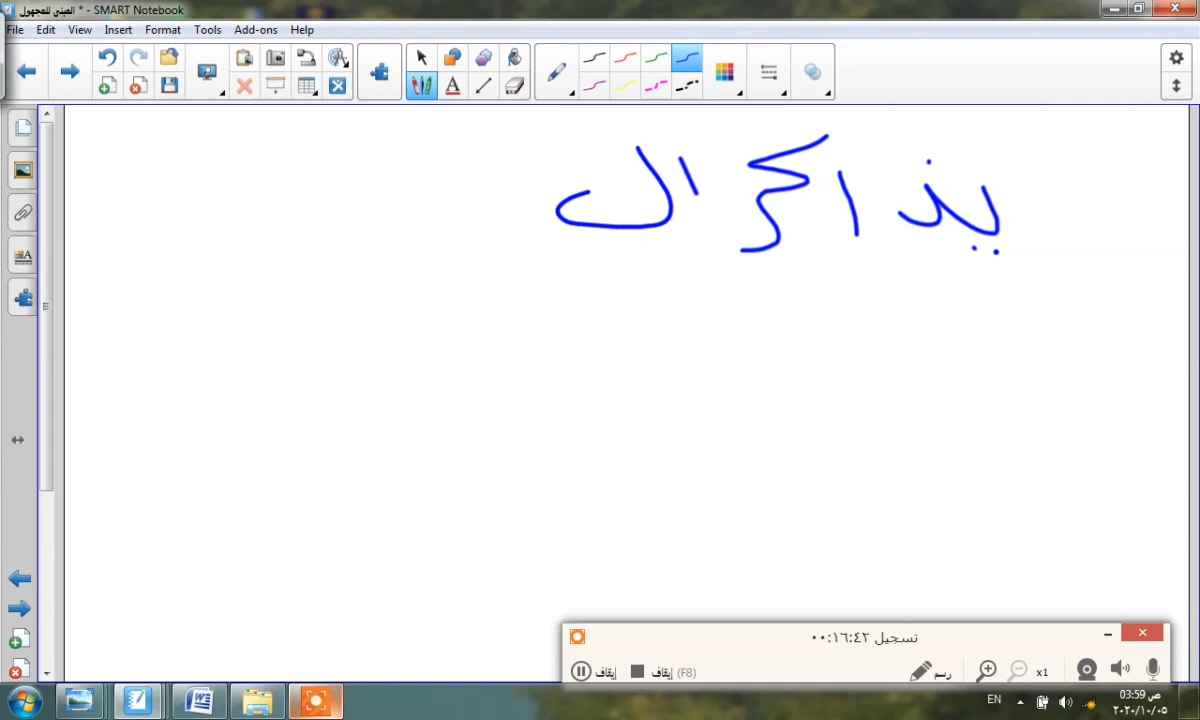 المبني للمجهول * - SMART Notebook
File Edit View Insert Format Tools Add-ons Help
يذاكر ال
تسجيل ٠٠:١٦:٤٢
إيقاف إيقاف (F8) رسم x1
EN ص 03:59
٢٠٢٠/١٠/٠٥